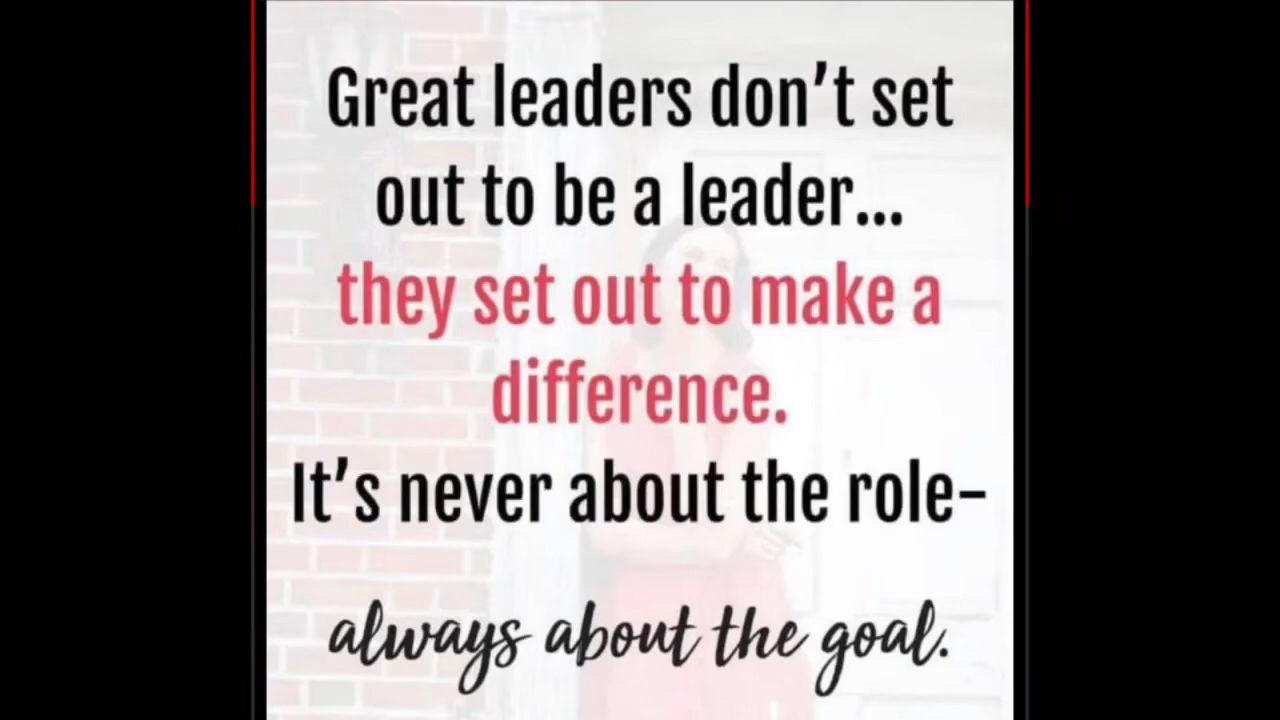 Great leaders don’t set
out to be a leader...
they set out to make a
difference.
It’s never about the role-
always about the goal.